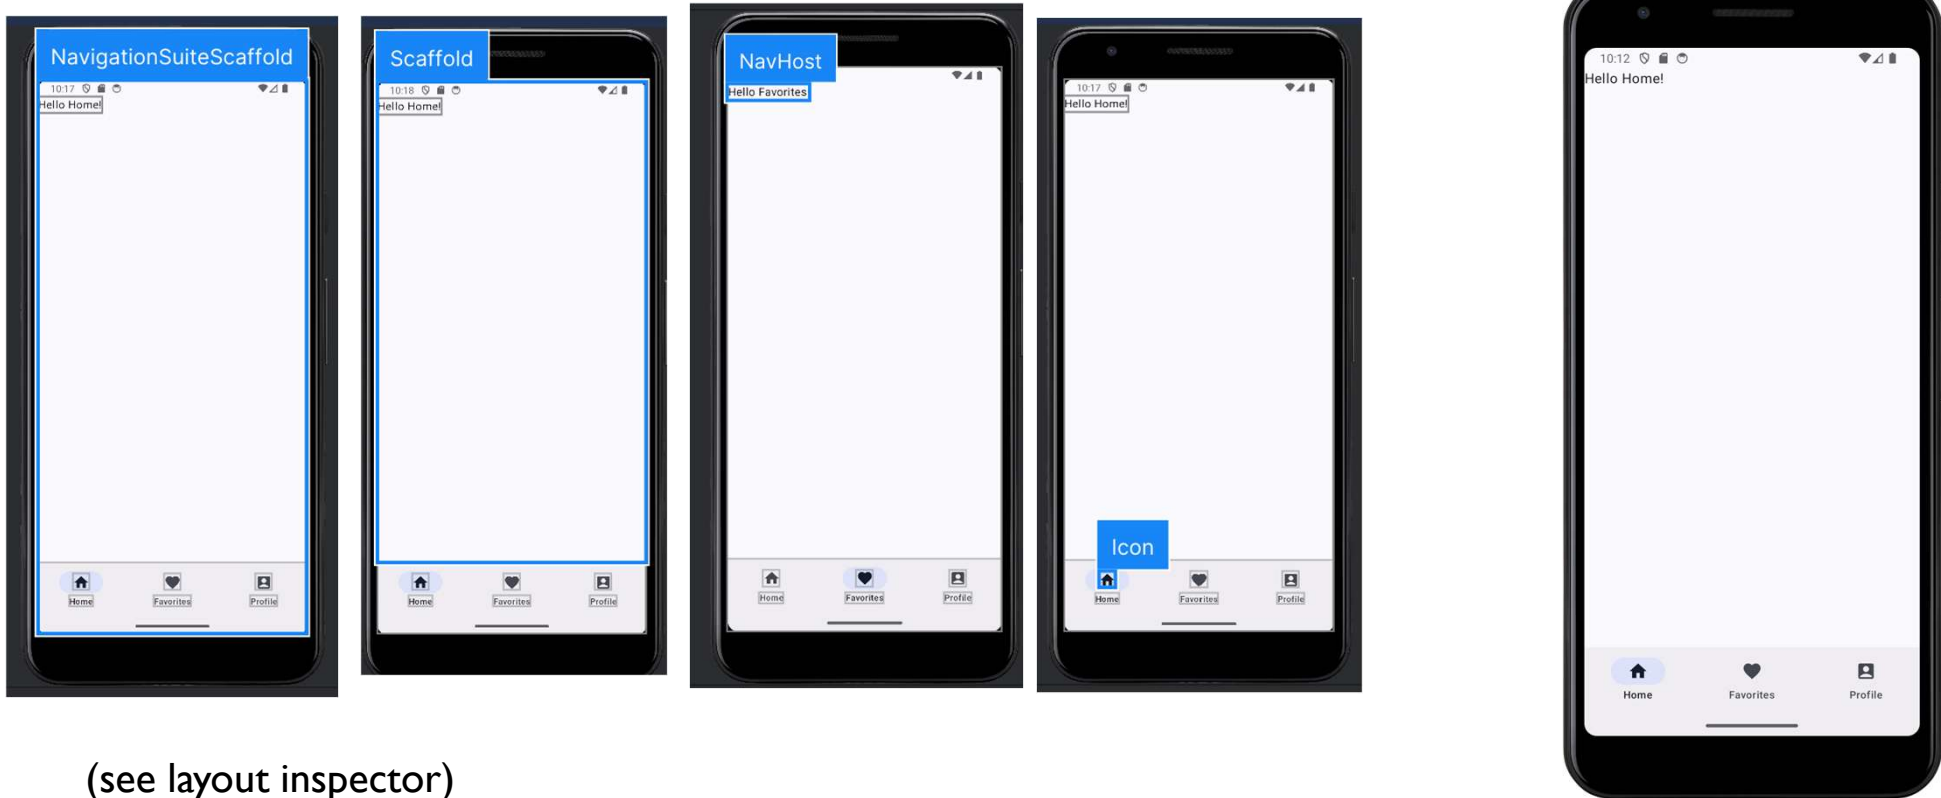 NavigationSuiteScaffold
10:17
Hello Home!
Home Favorites Profile
Scaffold
10:18
Hello Home!
Home Favorites Profile
NavHost
Hello Favorites
Home Favorites Profile
10:17
Hello Home!
Icon
Home Favorites Profile
10:12
Hello Home!
Home Favorites Profile
(see layout inspector)